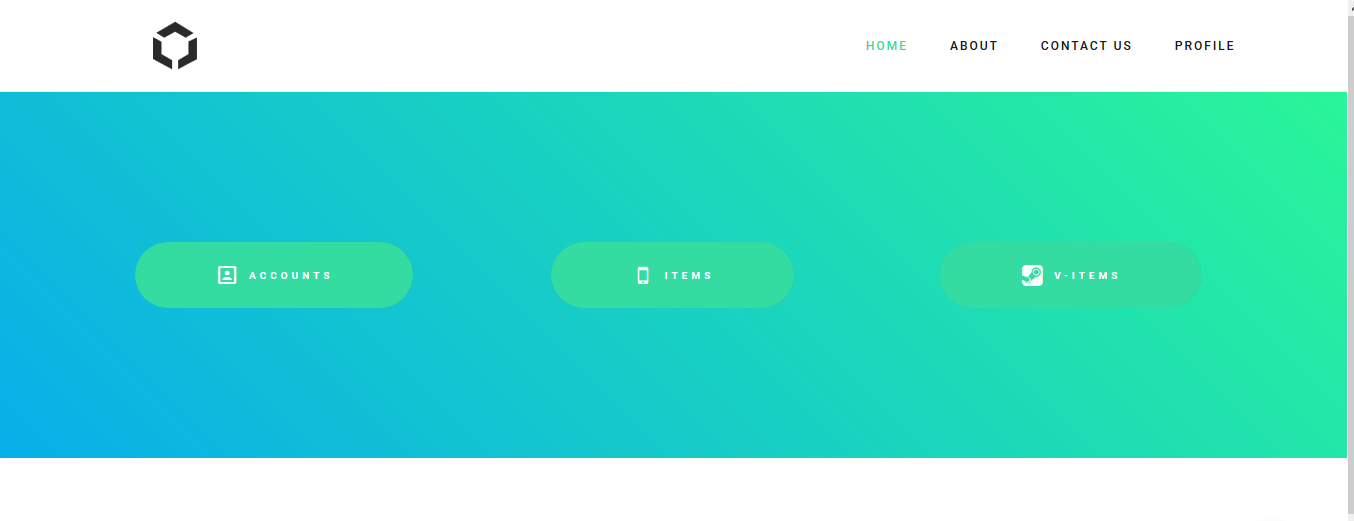 HOME ABOUT CONTACT US PROFILE
ACCOUNTS ITEMS V-ITEMS